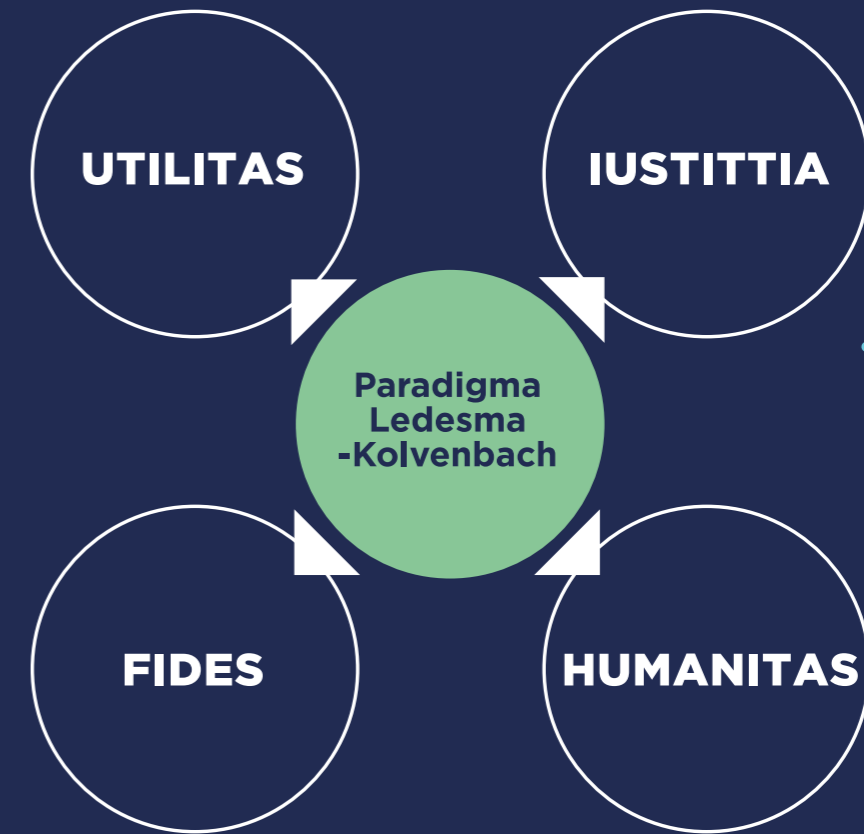 UTILITAS
IUSTITTIA
Paradigma
Ledesma
-Kolvenbach
FIDES
HUMANITAS